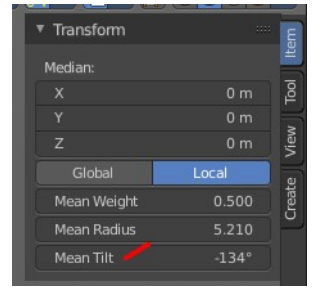 Transform
Median:
X 0 m
Y 0 m
Z 0 m
Global Local
Mean Weight 0.500
Mean Radius 5.210
Mean Tilt -134°
Item
Tool
View
Create